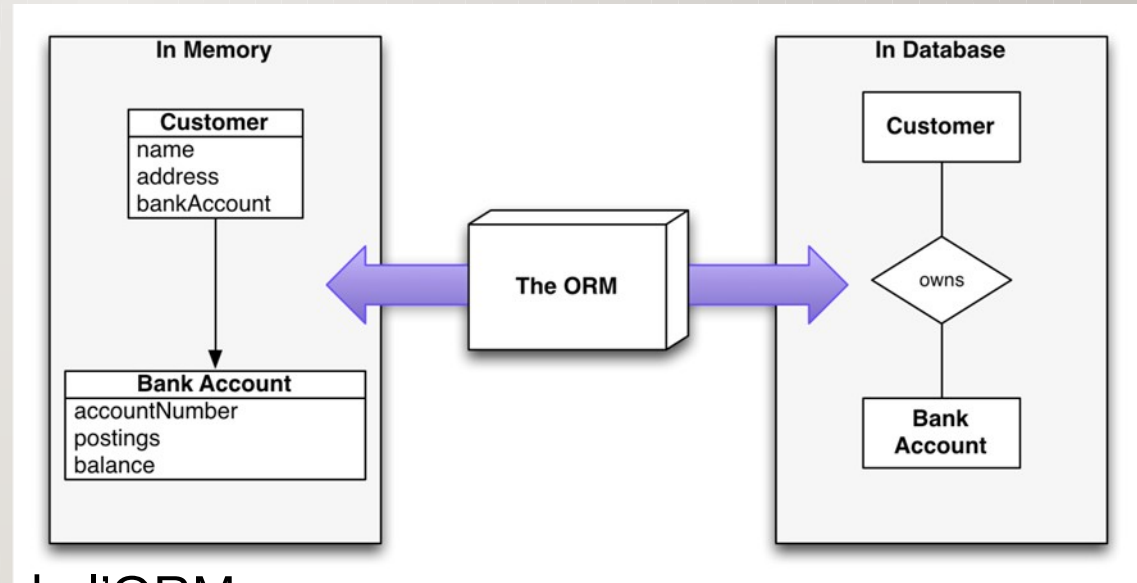 In Memory
Customer
name
address
bankAccount
Bank Account
accountNumber
postings
balance
The ORM
In Database
Customer
owns
Bank
Account
l'ORM